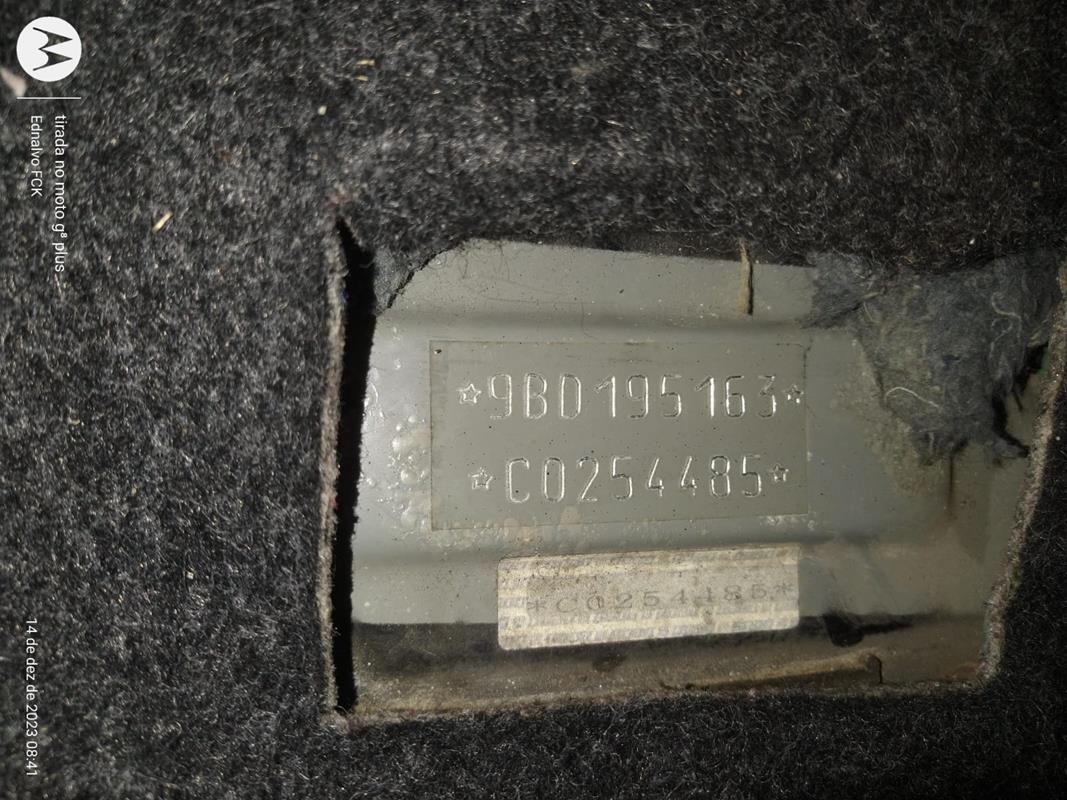 ☆9BD195163☆
☆C0254485☆
*C0254485*
tirada no moto g⁸ plus
Ednalvo FCK
14 de dez de 2023 08:41